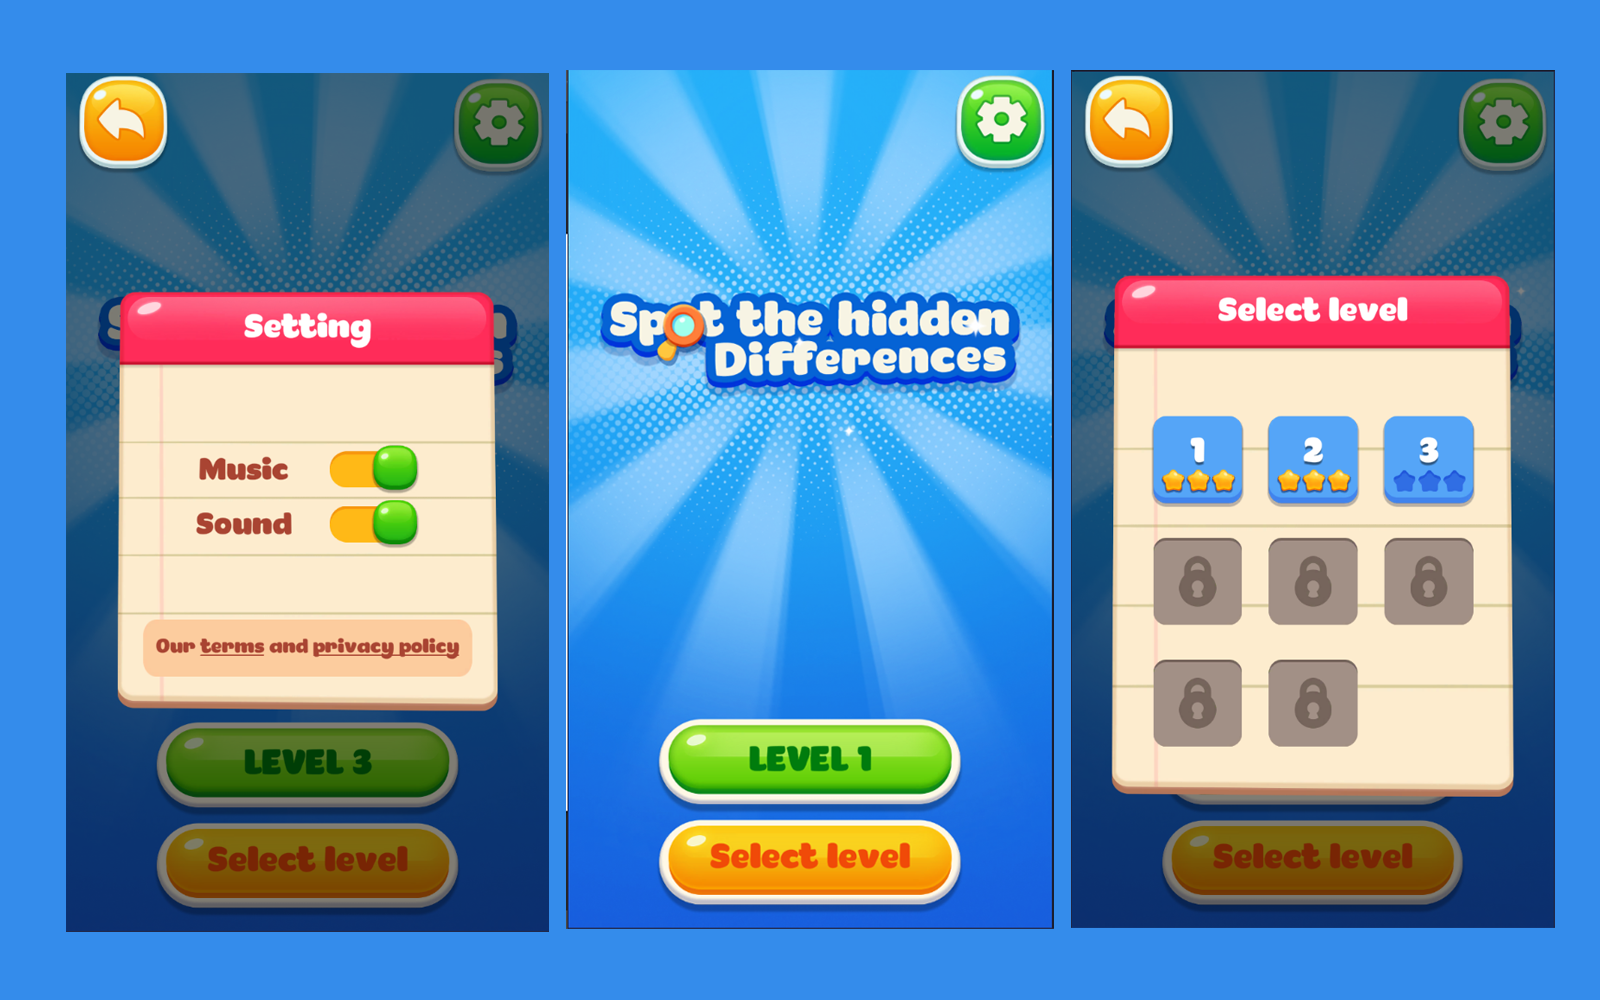 Setting
Music
Sound
Our terms and privacy policy
LEVEL 3
Select level
Spot the hidden
Differences
LEVEL 1
Select level
Select level
1 2 3
Select level